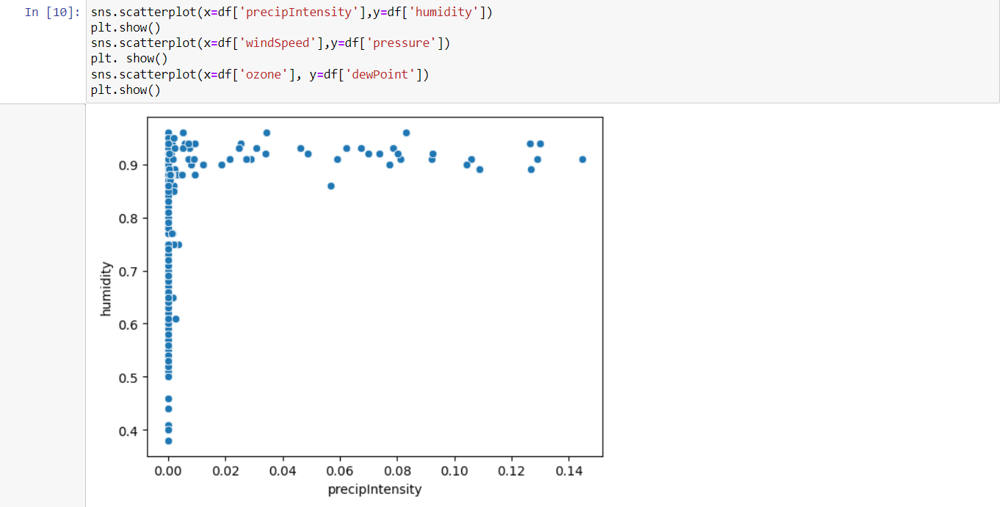 In [10]: sns.scatterplot(x=df['precipIntensity'],y=df['humidity'])
plt.show()
sns.scatterplot(x=df['windSpeed'],y=df['pressure'])
plt. show()
sns.scatterplot(x=df['ozone'], y=df['dewPoint'])
plt.show()
0.9
0.8
0.7
humidity
0.6
0.5
0.4
0.00 0.02 0.04 0.06 0.08 0.10 0.12 0.14
precipIntensity